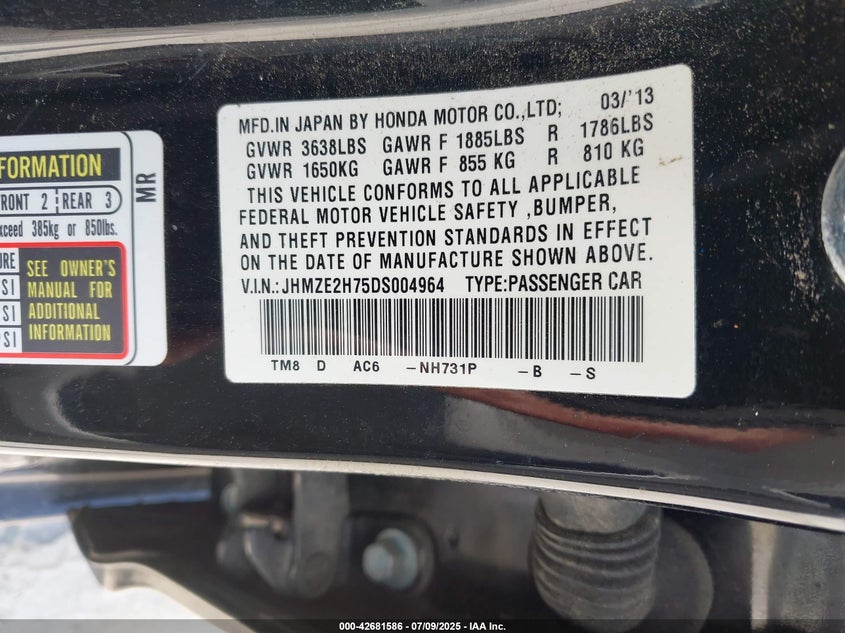 MFD.IN JAPAN BY HONDA MOTOR CO.,LTD; 03/'13
GVWR 3638LBS GAWR F 1885LBS R 1786LBS
GVWR 1650KG GAWR F 855 KG R 810 KG
THIS VEHICLE CONFORMS TO ALL APPLICABLE
FEDERAL MOTOR VEHICLE SAFETY ,BUMPER,
AND THEFT PREVENTION STANDARDS IN EFFECT
ON THE DATE OF MANUFACTURE SHOWN ABOVE.
V.I.N.: JHMZE2H75DS004964 TYPE:PASSENGER CAR
TM8 D AC6 -NH731P -B -S
FRONT 2 REAR 3
385kg or 850lbs.
SEE OWNER'S
MANUAL FOR
ADDITIONAL
INFORMATION
MR
000-42681586 / 07/09/2025 - IAA Inc.